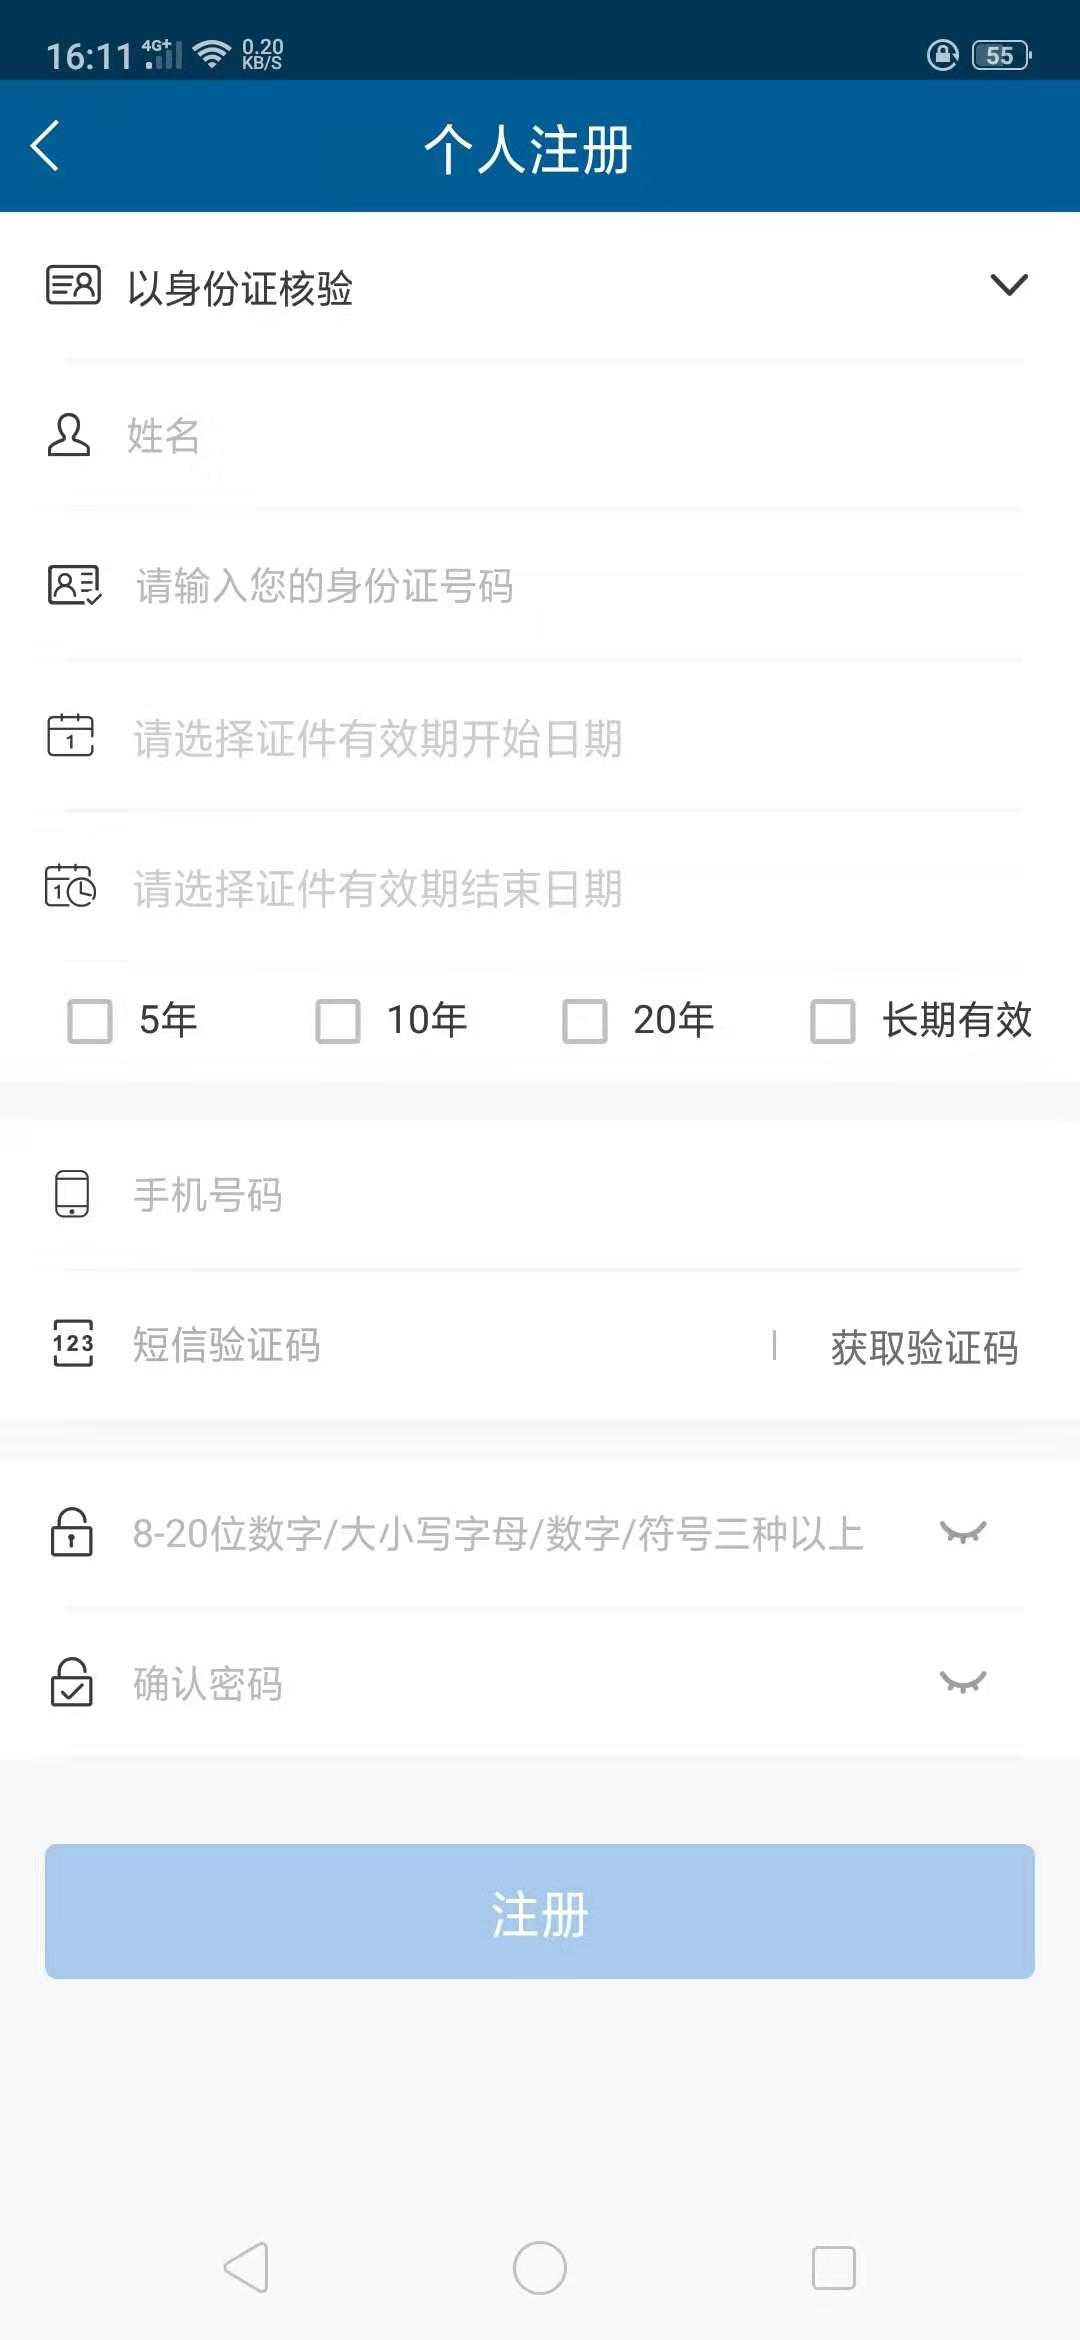 16:11 4G+ 0.20 KB/S 55
个人注册
以身份证核验
姓名
请输入您的身份证号码
1 请选择证件有效期开始日期
1 请选择证件有效期结束日期
5年 10年 20年 长期有效
手机号码
123 短信验证码 获取验证码
8-20位数字/大小写字母/数字/符号三种以上
确认密码
注册